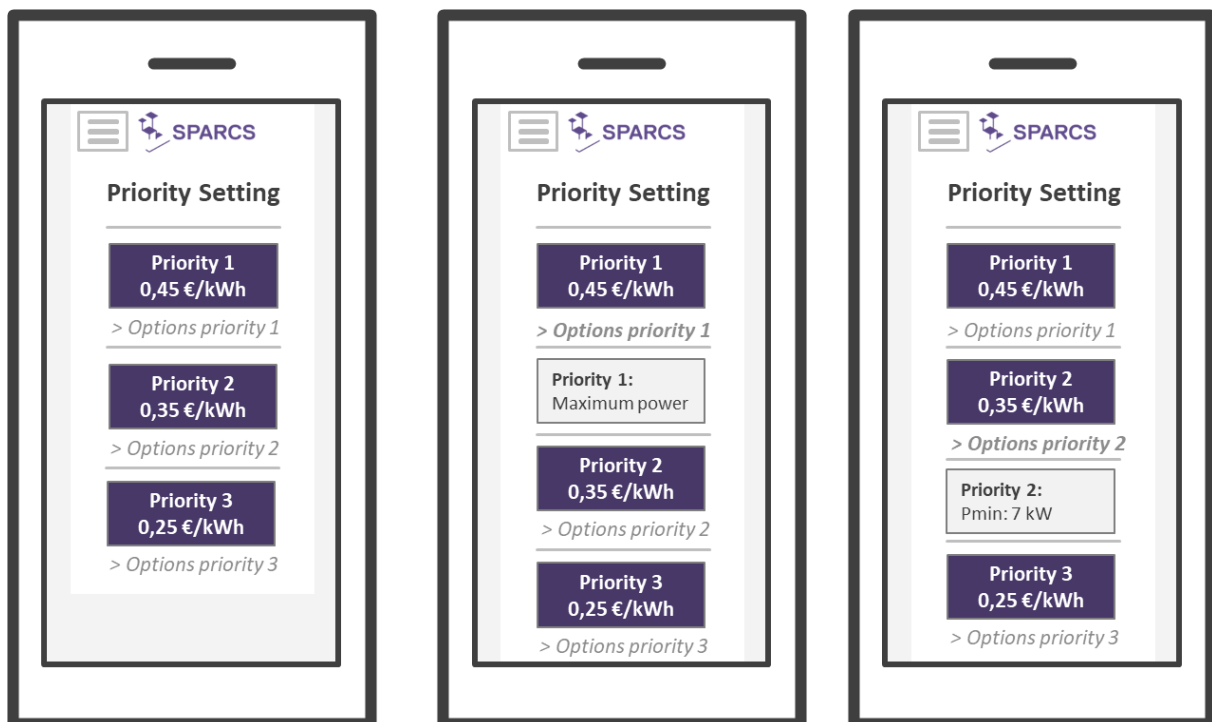 SPARCS
Priority Setting
Priority 1
0,45 €/kWh
> Options priority 1
Priority 2
0,35 €/kWh
> Options priority 2
Priority 3
0,25 €/kWh
> Options priority 3
SPARCS
Priority Setting
Priority 1
0,45 €/kWh
> Options priority 1
Priority 1:
Maximum power
Priority 2
0,35 €/kWh
> Options priority 2
Priority 3
0,25 €/kWh
> Options priority 3
SPARCS
Priority Setting
Priority 1
0,45 €/kWh
> Options priority 1
Priority 2
0,35 €/kWh
> Options priority 2
Priority 2:
Pmin: 7 kW
Priority 3
0,25 €/kWh
> Options priority 3